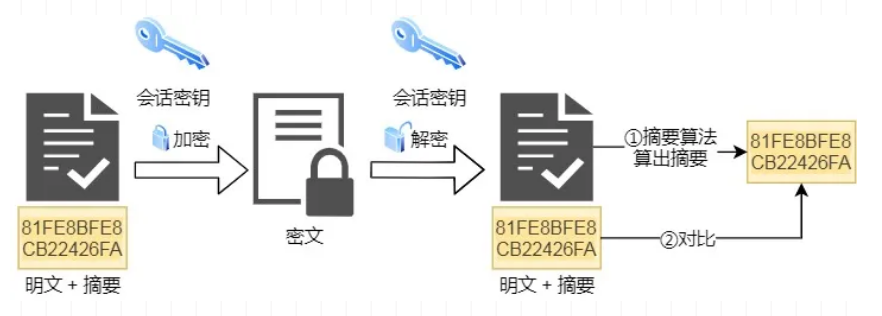 会话密钥
会话密钥
加密
解密
①摘要算法
算出摘要
81FE8BFE8
CB22426FA
密文
81FE8BFE8
CB22426FA
明文 + 摘要
81FE8BFE8
CB22426FA
明文 + 摘要
②对比